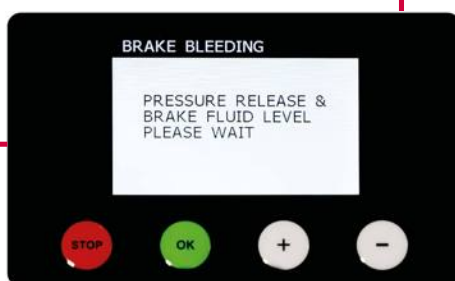 BRAKE BLEEDING
PRESSURE RELEASE &
BRAKE FLUID LEVEL
PLEASE WAIT
STOP
OK
+
-